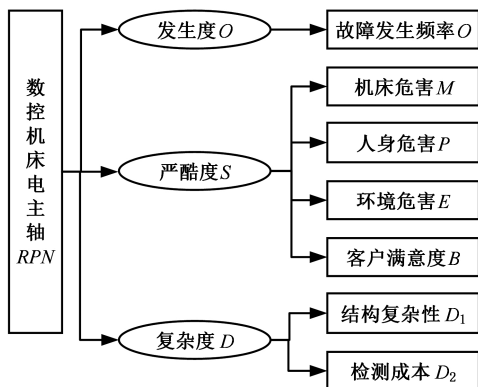 数控机床电主轴
RPN
发生度O
严酷度S
复杂度D
故障发生频率O
机床危害M
人身危害P
环境危害E
客户满意度B
结构复杂性D₁
检测成本D₂